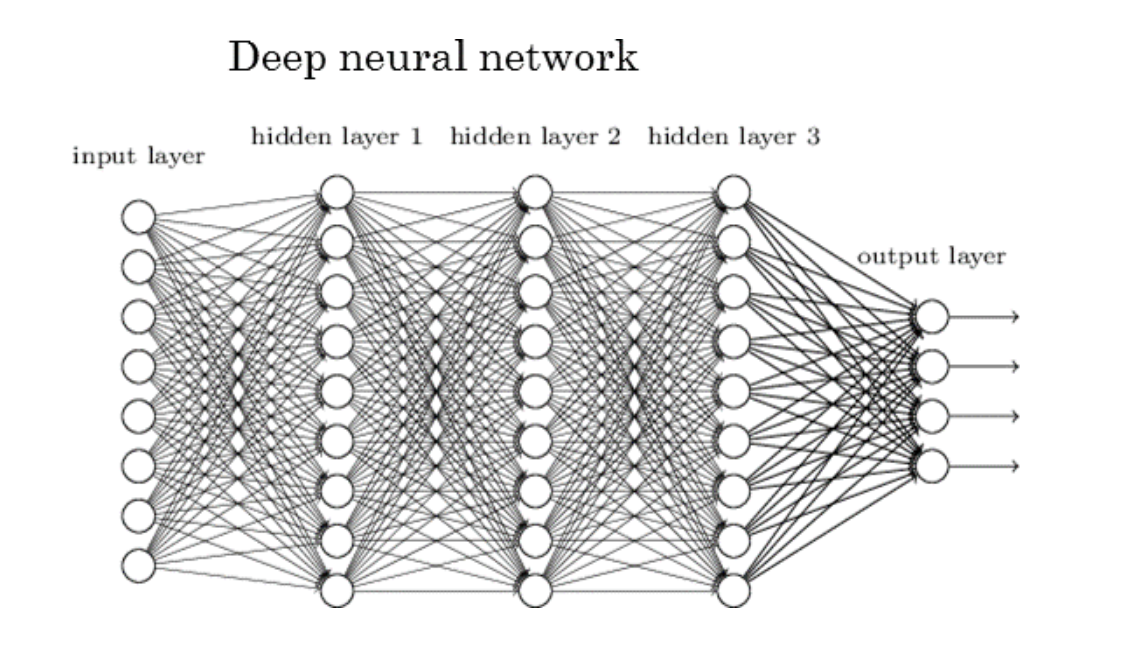 Deep neural network
hidden layer 1 hidden layer 2 hidden layer 3
input layer
output layer